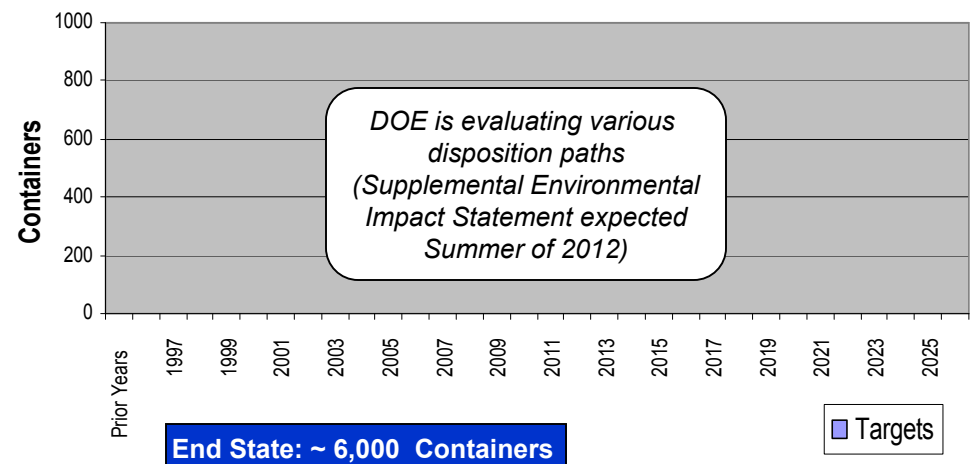 Containers
1000
800
600
400
200
0
DOE is evaluating various
disposition paths
(Supplemental Environmental
Impact Statement expected
Summer of 2012)
Prior Years
1997
1999
2001
2003
2005
2007
2009
2011
2013
2015
2017
2019
2021
2023
2025
End State: ~ 6,000 Containers
Targets